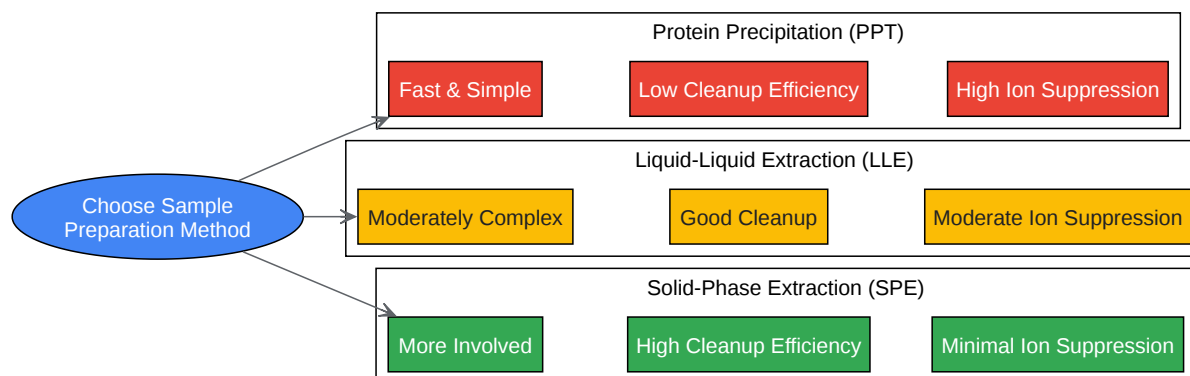 Protein Precipitation (PPT)
Fast & Simple
Low Cleanup Efficiency
High Ion Suppression
Liquid-Liquid Extraction (LLE)
Choose Sample
Preparation Method
Moderately Complex
Good Cleanup
Moderate Ion Suppression
Solid-Phase Extraction (SPE)
More Involved
High Cleanup Efficiency
Minimal Ion Suppression